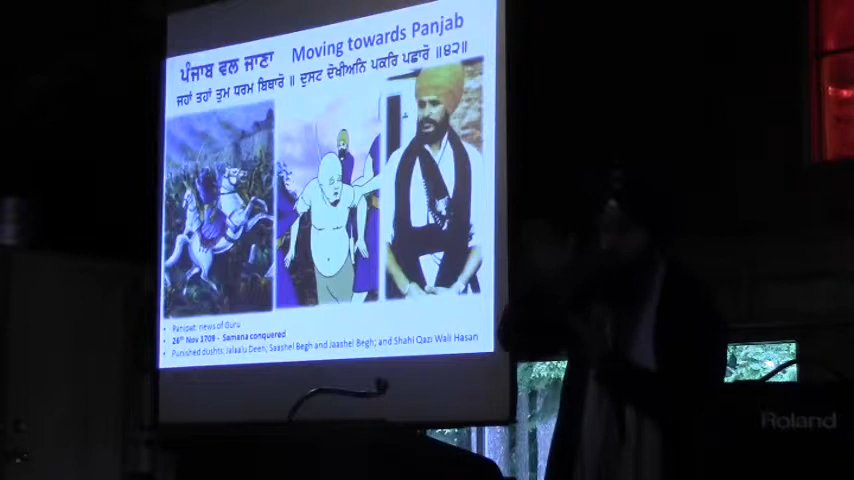 ਪੰਜਾਬ ਵਲ ਜਾਣਾ Moving towards Panjab
ਜਹਾਂ ਤਹਾਂ ਤੁਮ ਧਰਮ ਬਿਥਾਰੋ ॥ ਦੁਸਟ ਦੋਖੀਅਨਿ ਪਕਰਿ ਪਛਾਰੋ ॥੪੨॥
• Panipat: news of Guru
• 26th Nov 1709 - Samana conquered
• Punished dushts: Jalaalu Deen; Saashel Begh and Jaashel Begh; and Shahi Qazi Wali Hasan
Roland